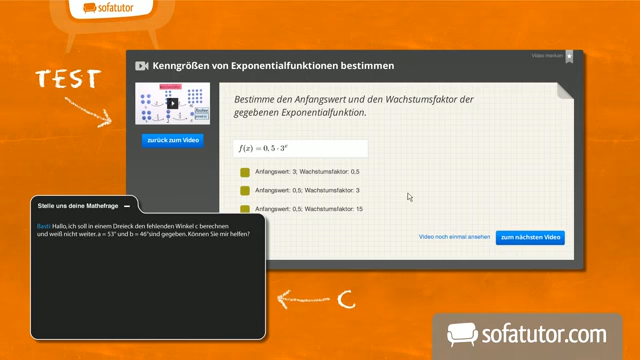 sofatutor
TEST
Video merken
Kenngrößen von Exponentialfunktionen bestimmen
Bestimme den Anfangswert und den Wachstumsfaktor der
gegebenen Exponentialfunktion.
zurück zum Video
f(x) = 0,5 · 3ˣ
Anfangswert: 3; Wachstumsfaktor: 0,5
Anfangswert: 0,5; Wachstumsfaktor: 3
Anfangswert: 0,5; Wachstumsfaktor: 15
Stelle uns deine Mathefrage
Basti: Hallo, ich soll in einem Dreieck den fehlenden Winkel c berechnen
und weiß nicht weiter. a = 53° und b = 46° sind gegeben. Können Sie mir helfen?
Video noch einmal ansehen
zum nächsten Video
C
sofatutor.com